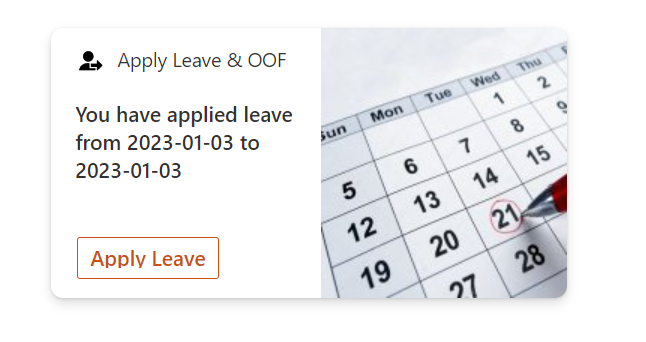 Apply Leave & OOF
You have applied leave
from 2023-01-03 to
2023-01-03
Apply Leave
Sun Mon Tue Wed Thu
1 2
5 6 7 8 9
12 13 14 15
19 20 21
27 28